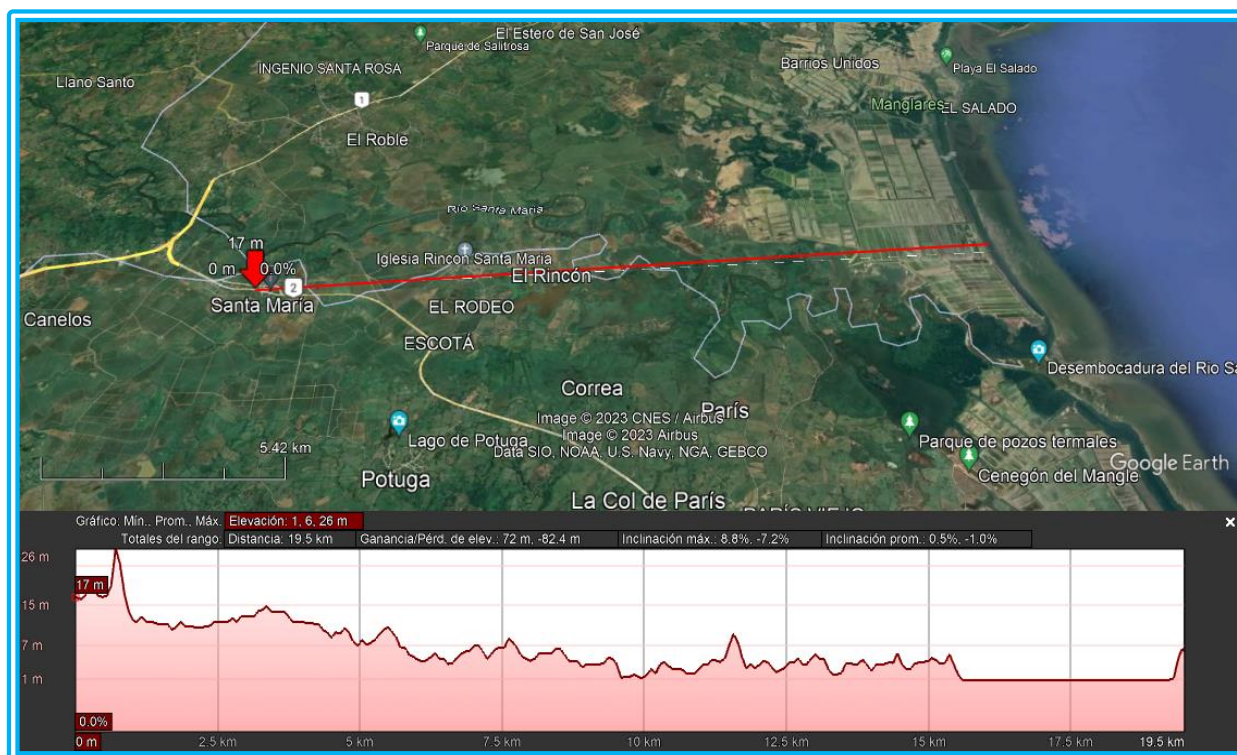 El Estero de San José
Parque de Salitrosa
Llano Santo
INGENIO SANTA ROSA
Barrios Unidos
Playa El Salado
1
Manglares
EL SALADO
El Roble
Río Santa Maria
17 m
Iglesia Rincon Santa Maria
0 m 0.0%
El Rincón
2
Santa María
EL RODEO
Canelos
ESCOTÁ
Desembocadura del Rio Sa
Correa
París
Image © 2023 CNES / Airbus
Image © 2023 Airbus
Data SIO, NOAA, U.S. Navy, NGA, GEBCO
5.42 km
Lago de Potuga
Parque de pozos termales
Google Earth
Potuga
Cenegón del Mangle
La Col de París
PARÍS VIEJO
Gráfico: Mín., Prom., Máx. Elevación: 1, 6, 26 m
Totales del rango: Distancia: 19.5 km Ganancia/Pérd. de elev.: 72 m, -82.4 m Inclinación máx.: 8.8%, -7.2% Inclinación prom.: 0.5%, -1.0%
26 m
17 m
15 m
7 m
1 m
0.0%
0 m 2.5 km 5 km 7.5 km 10 km 12.5 km 15 km 17.5 km 19.5 km